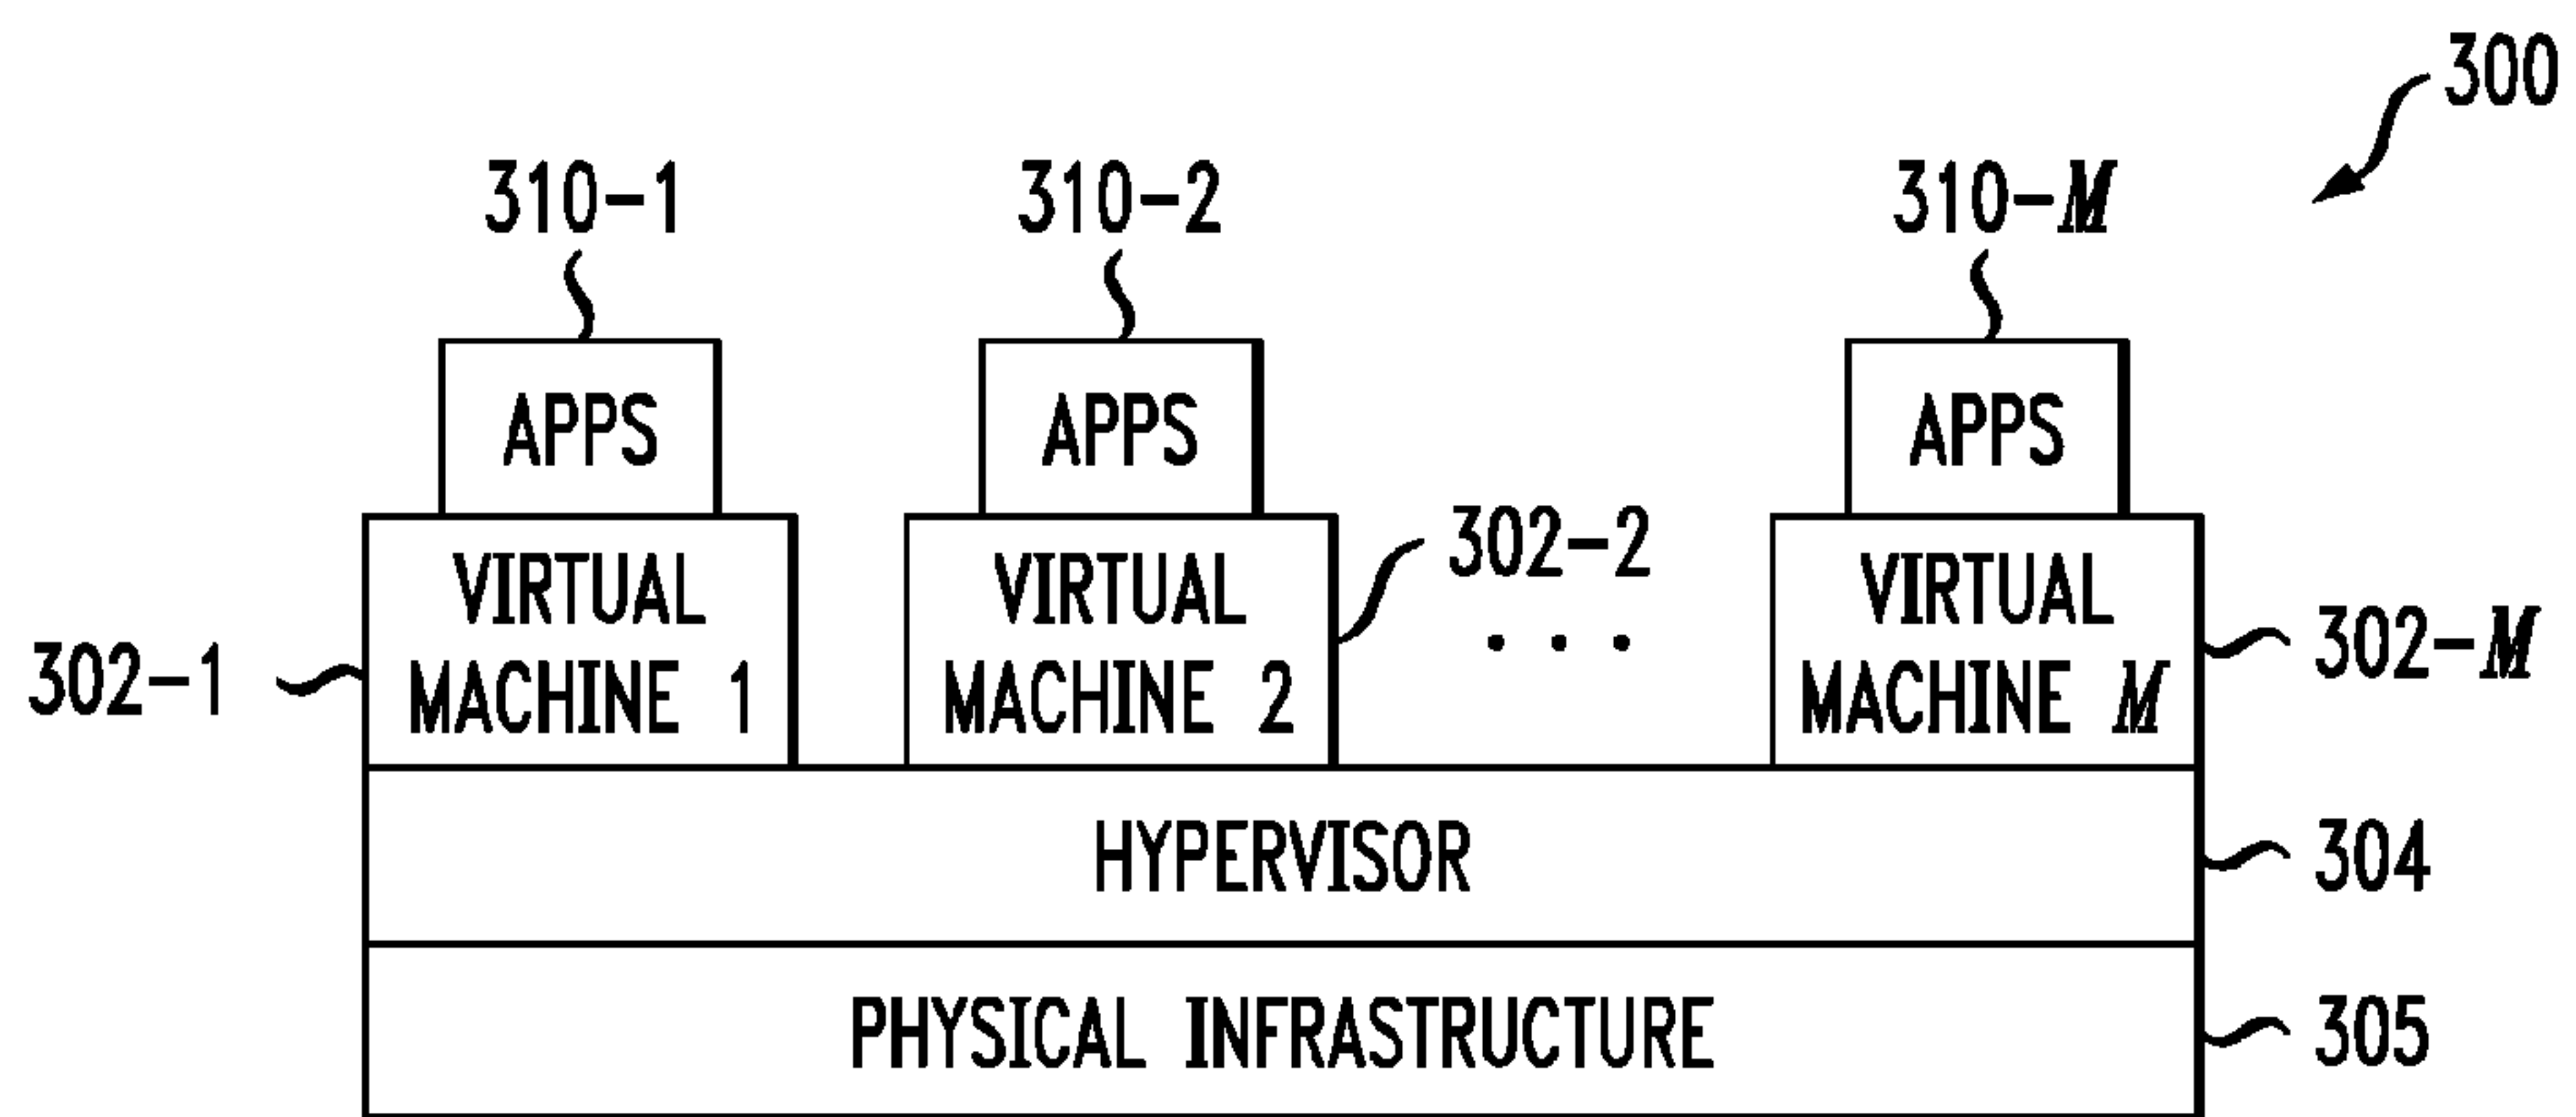 300
310-1
310-2
310-M
APPS
APPS
APPS
302-1
VIRTUAL
MACHINE 1
VIRTUAL
MACHINE 2
302-2
. . .
VIRTUAL
MACHINE M
302-M
HYPERVISOR
304
PHYSICAL INFRASTRUCTURE
305